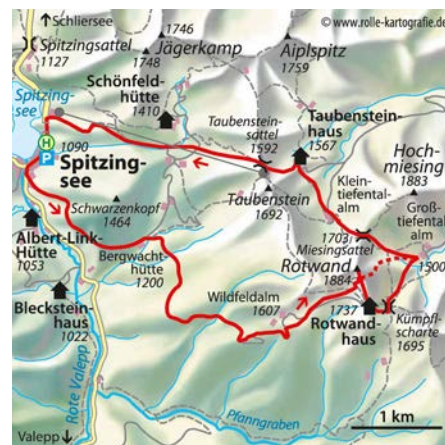 ↑Schliersee
Spitzingsattel
1127
1746
Jägerkamp
1748
© www.rolle-kartografie.de
Aiplspitz
1759
Schönfeld-
hütte
1410
Spitzing-
see
Taubenstein-
sattel
1592
Taubenstein-
haus
1567
Hoch-
miesing
1883
H
P
1090
Spitzing-
see
Taubenstein
1692
Klein-
tiefental-
alm
Groß-
tiefental-
alm
Schwarzenkopf
1464
1703
Miesingsattel
1500
Albert-Link-
Hütte
1053
Bergwacht-
hütte
1200
Rotwand
1884
Wildfeldalm
1607
1737
Rotwand-
haus
Kümpfl-
scharte
1695
Bleckstein-
haus
1022
Rote Valepp
Pfanngraben
Valepp↓
1 km